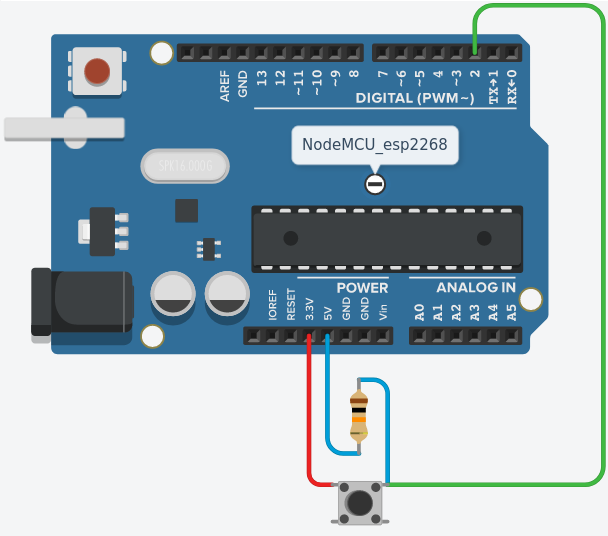 AREF
GND
13
12
~11
~10
~9
8
7
~6
~5
4
~3
2
TX→1
RX←0
DIGITAL (PWM~)
NodeMCU_esp2268
SPK16.000G
POWER
ANALOG IN
IOREF
RESET
3.3V
5V
GND
GND
Vin
A0
A1
A2
A3
A4
A5